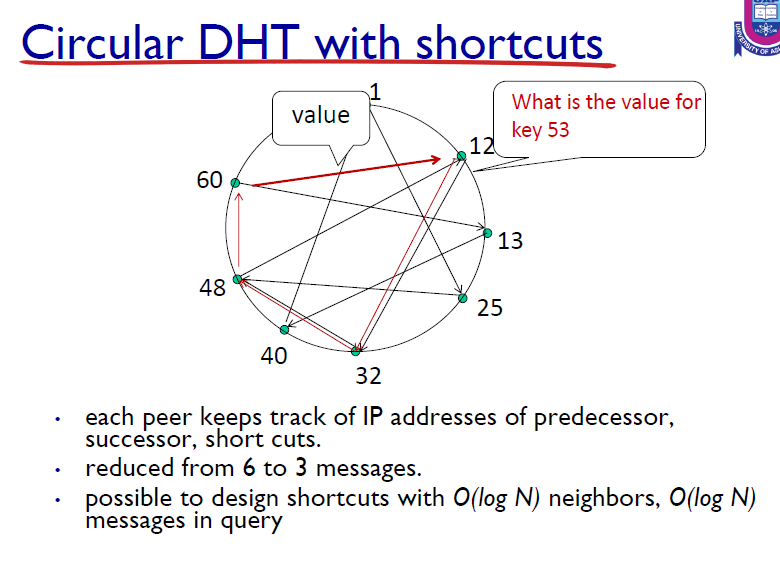 Circular DHT with shortcuts
1
value
What is the value for
key 53
12
60
13
48
25
40
32
• each peer keeps track of IP addresses of predecessor,
successor, short cuts.
• reduced from 6 to 3 messages.
• possible to design shortcuts with O(log N) neighbors, O(log N)
messages in query